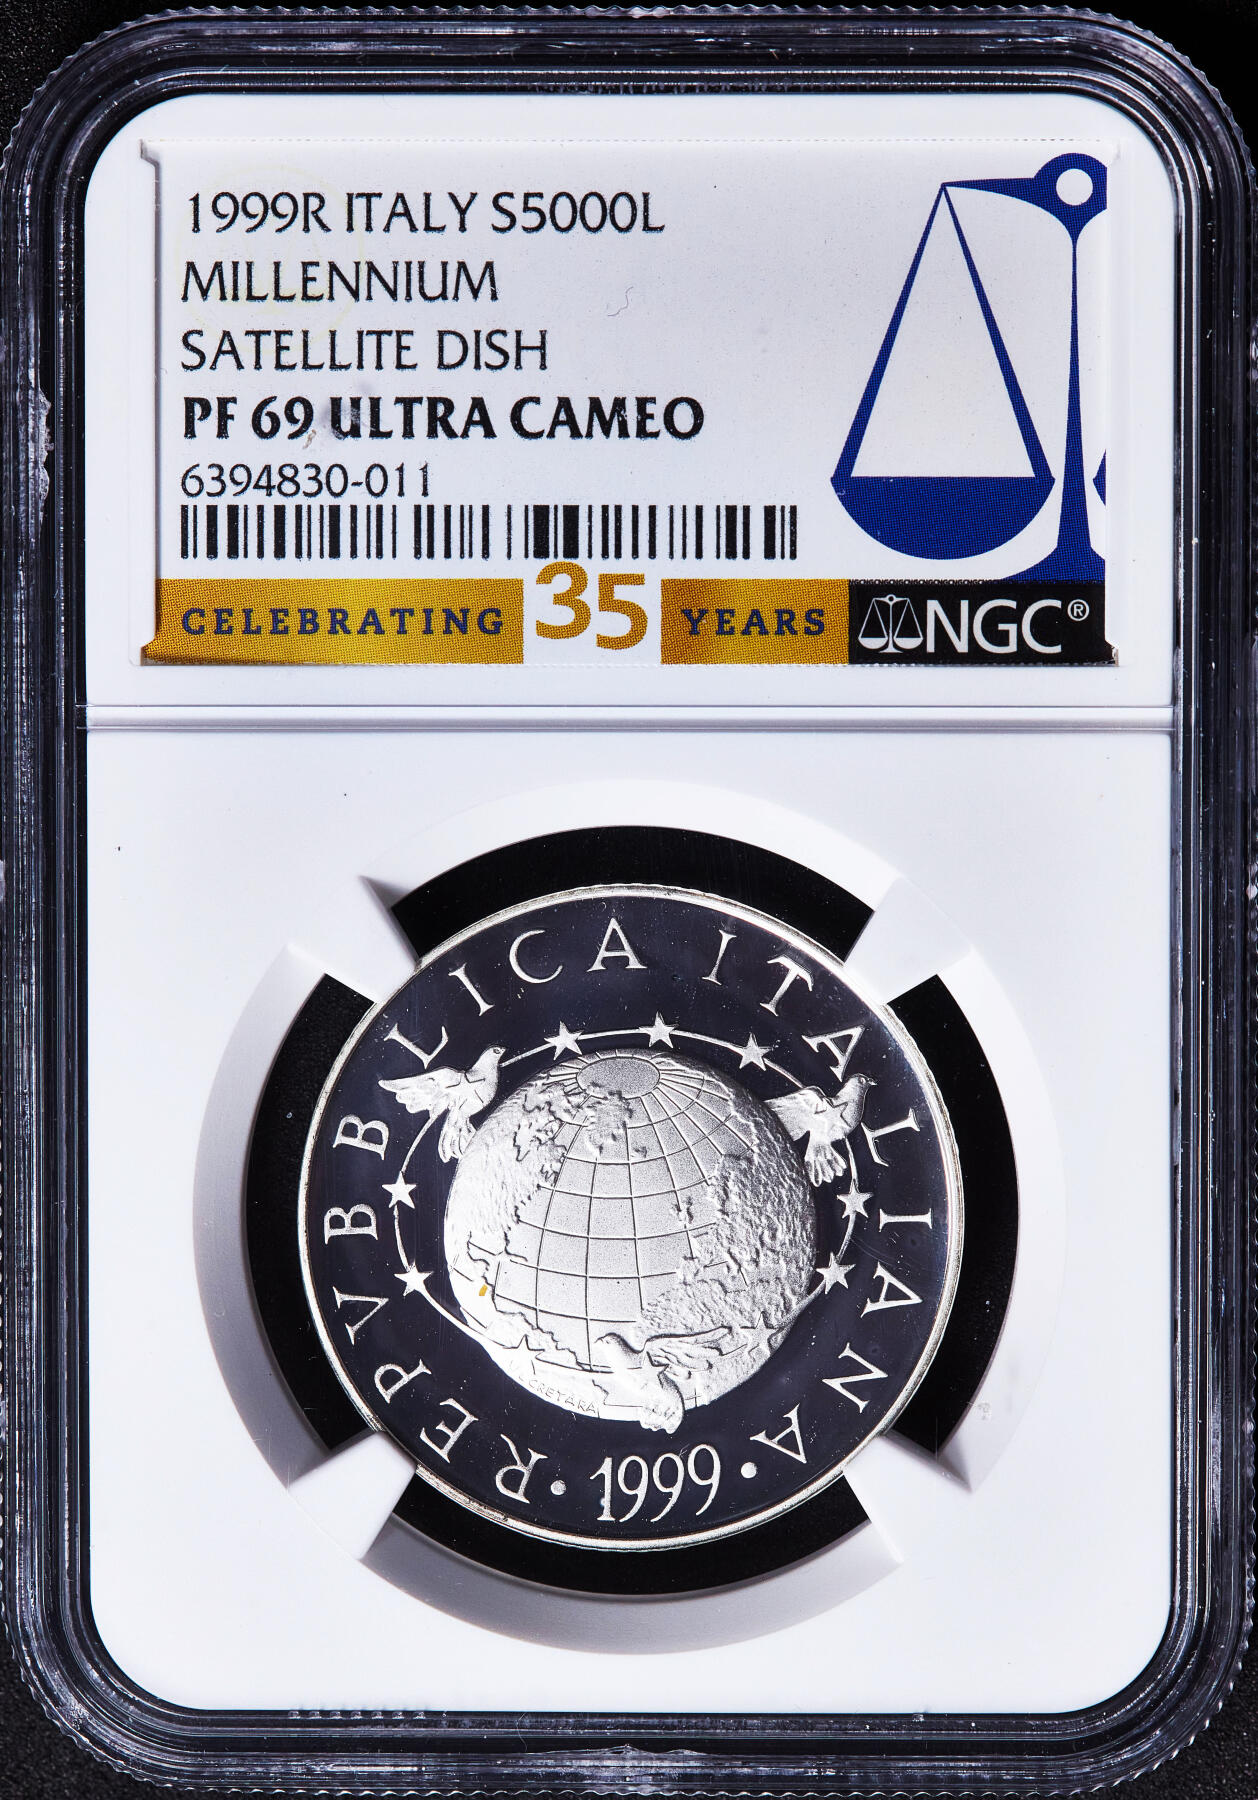 1999R ITALY S5000L
MILLENNIUM
SATELLITE DISH
PF 69 ULTRA CAMEO
6394830-011
CELEBRATING 35 YEARS NGC®
REPVBBLICA ITALIANA
· 1999 ·